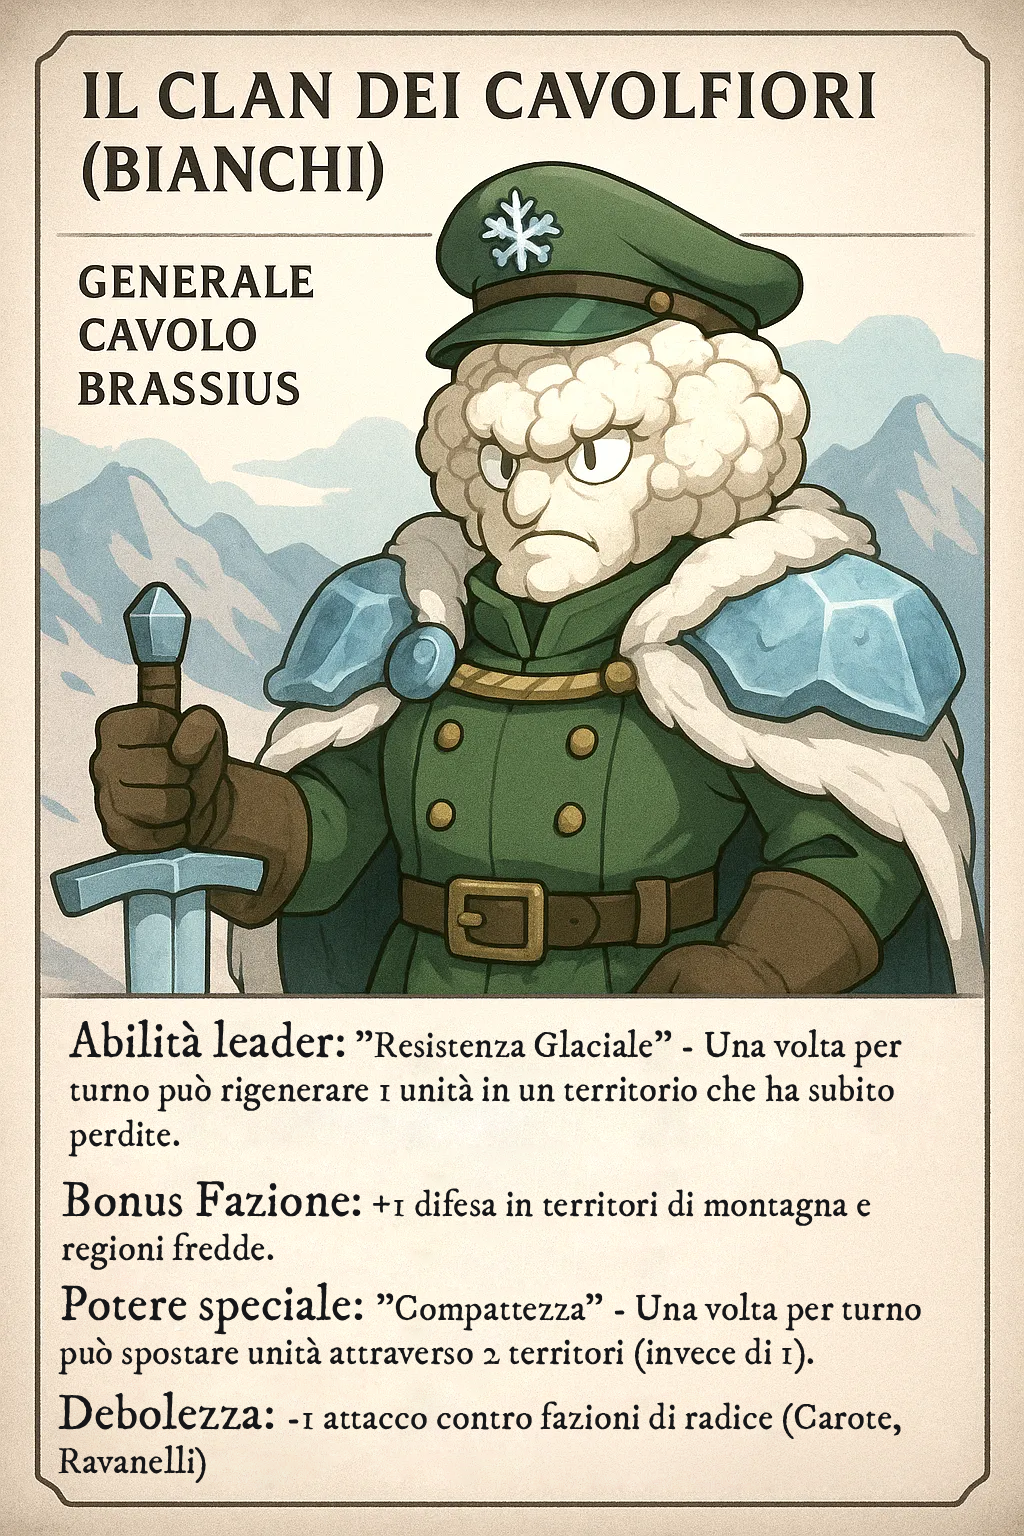 IL CLAN DEI CAVOLFIORI
(BIANCHI)
GENERALE
CAVOLO
BRASSIUS
Abilità leader: ”Resistenza Glaciale” - Una volta per
turno può rigenerare 1 unità in un territorio che ha subito
perdite.
Bonus Fazione: +1 difesa in territori di montagna e
regioni fredde.
Potere speciale: ”Compattezza” - Una volta per turno
può spostare unità attraverso 2 territori (invece di 1).
Debolezza: -1 attacco contro fazioni di radice (Carote,
Ravanelli)